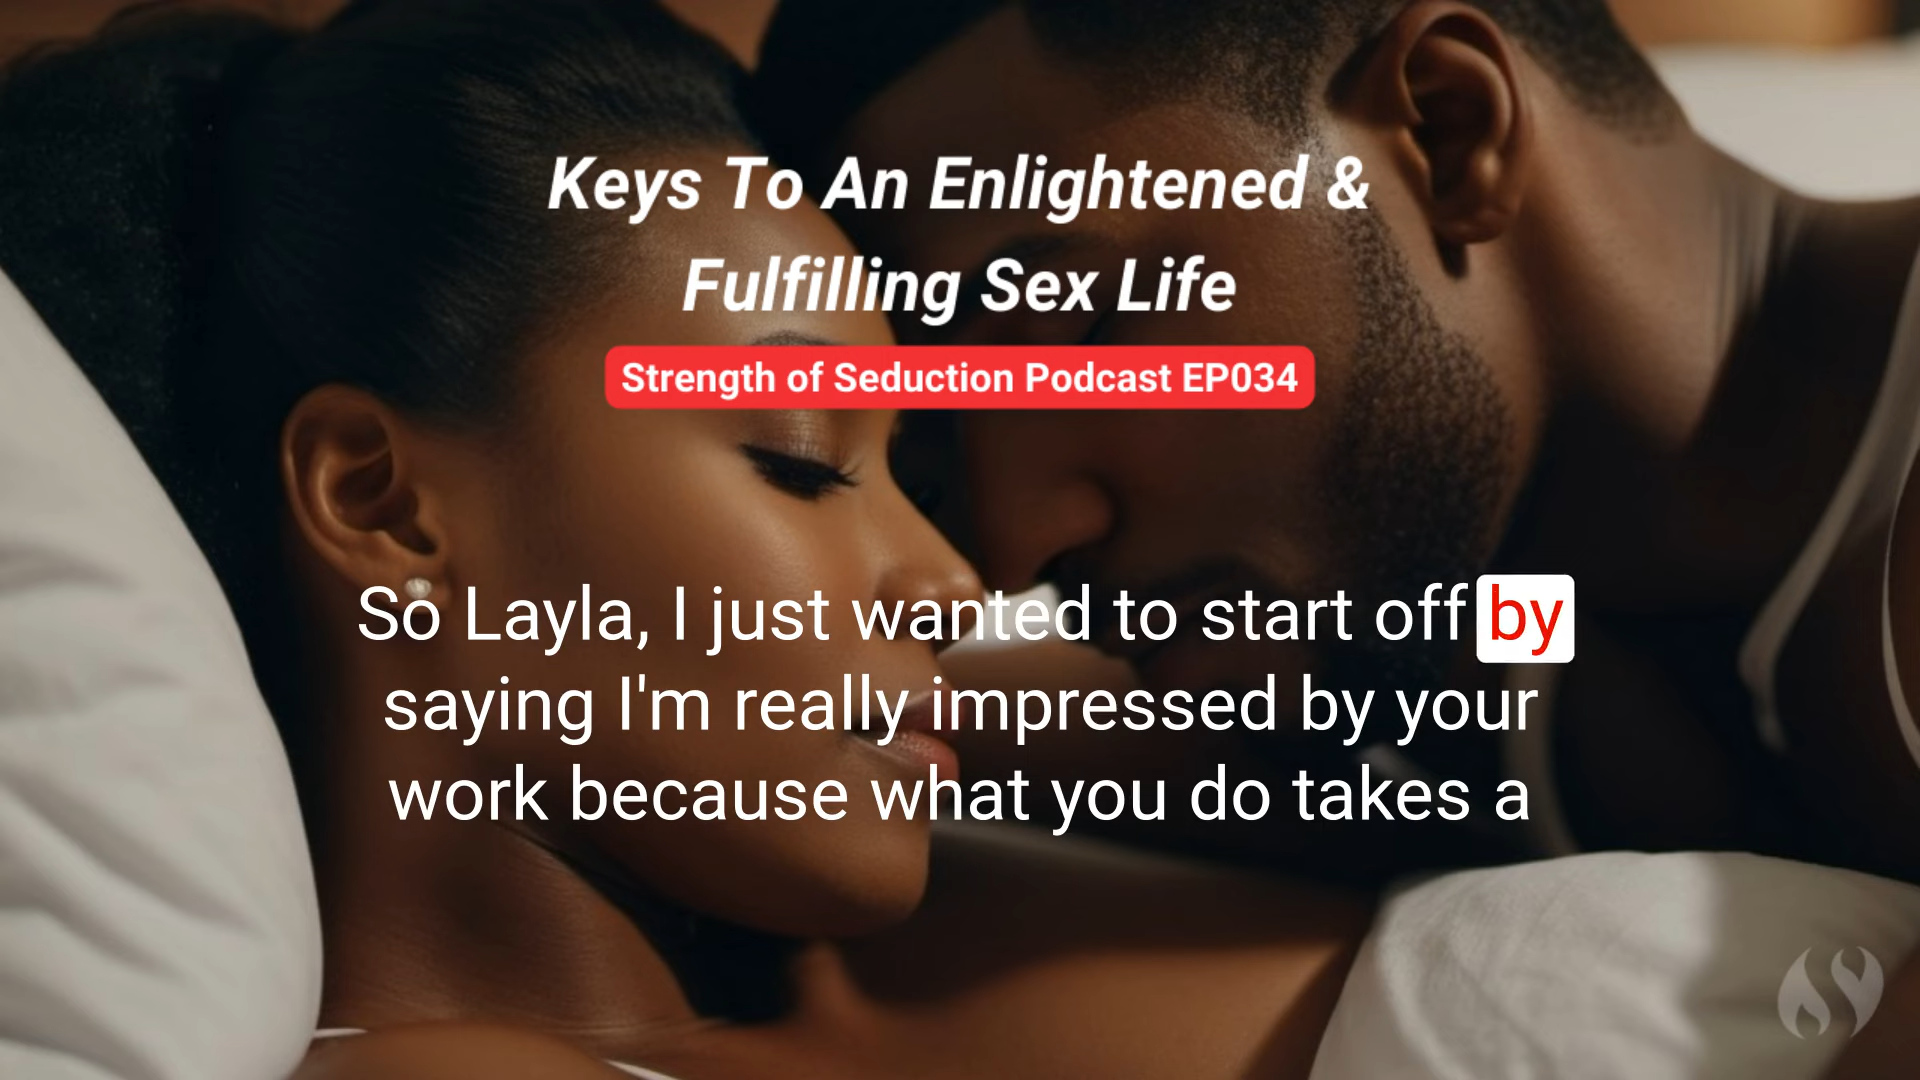 Keys To An Enlightened &
Fulfilling Sex Life
Strength of Seduction Podcast EP034
So Layla, I just wanted to start off by
saying I'm really impressed by your
work because what you do takes a